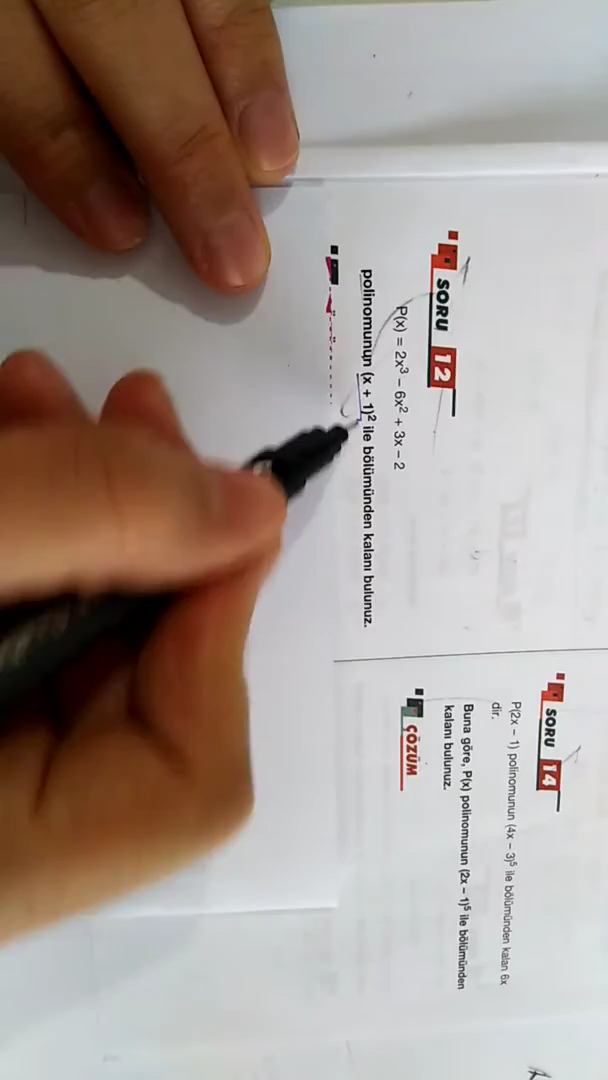 SORU 12
P(x) = 2x³ – 6x² + 3x – 2
polinomunun (x + 1)² ile bölümünden kalanı bulunuz.
SORU 14
P(2x – 1) polinomunun (4x – 3)⁵ ile bölümünden kalan 6x
dir.
Buna göre, P(x) polinomunun (2x – 1)⁵ ile bölümünden
kalanı bulunuz.
ÇÖZÜM